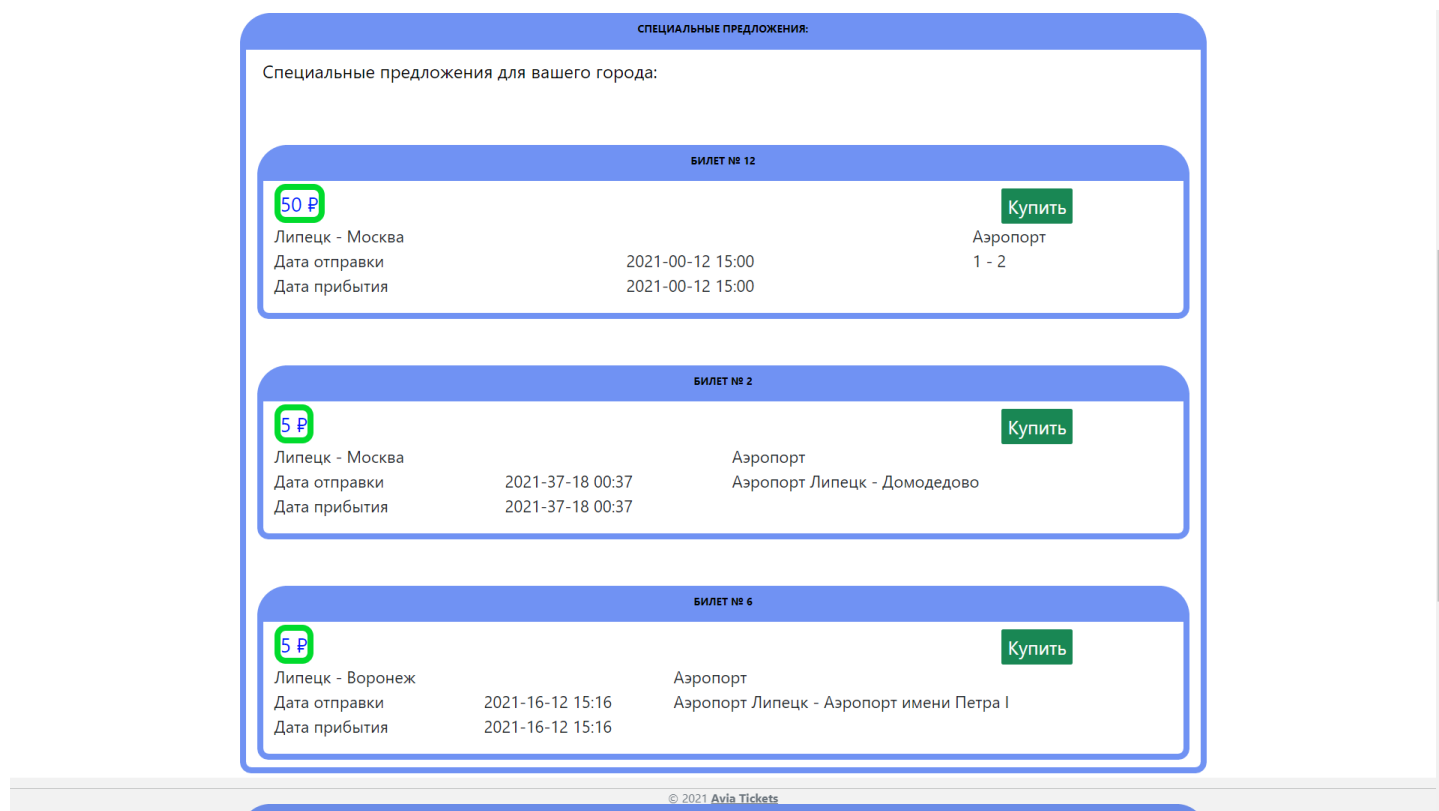 СПЕЦИАЛЬНЫЕ ПРЕДЛОЖЕНИЯ:
Специальные предложения для вашего города:
БИЛЕТ № 12
50 ₽ Купить
Липецк - Москва Аэропорт
Дата отправки 2021-00-12 15:00 1 - 2
Дата прибытия 2021-00-12 15:00
БИЛЕТ № 2
5 ₽ Купить
Липецк - Москва Аэропорт
Дата отправки 2021-37-18 00:37 Аэропорт Липецк - Домодедово
Дата прибытия 2021-37-18 00:37
БИЛЕТ № 6
5 ₽ Купить
Липецк - Воронеж Аэропорт
Дата отправки 2021-16-12 15:16 Аэропорт Липецк - Аэропорт имени Петра I
Дата прибытия 2021-16-12 15:16
© 2021 Avia Tickets